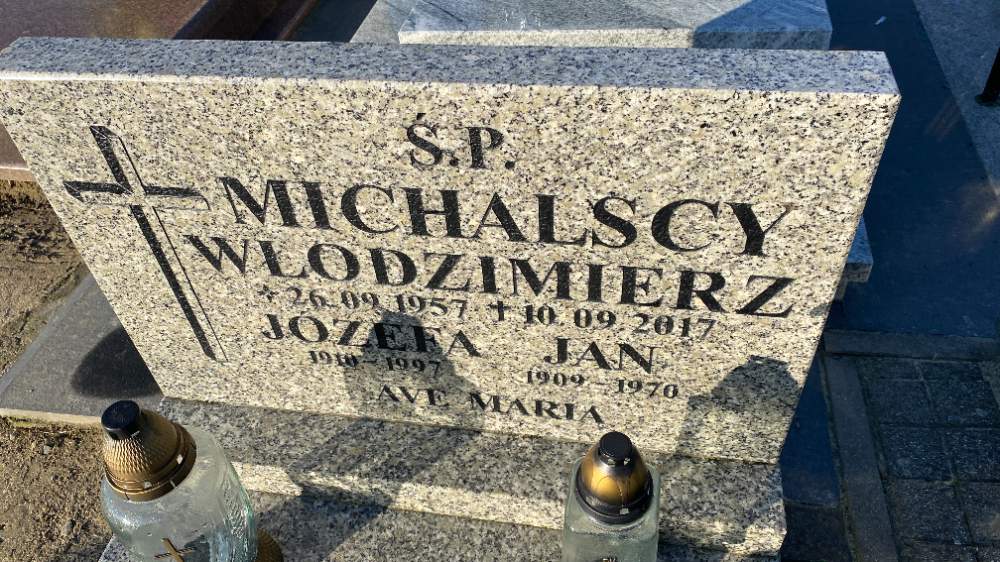 Ś.P.
MICHALSCY
WŁODZIMIERZ
* 26.09.1957 † 10.09.2017
JÓZEFA JAN
1910-1997 1909-1970
AVE MARIA